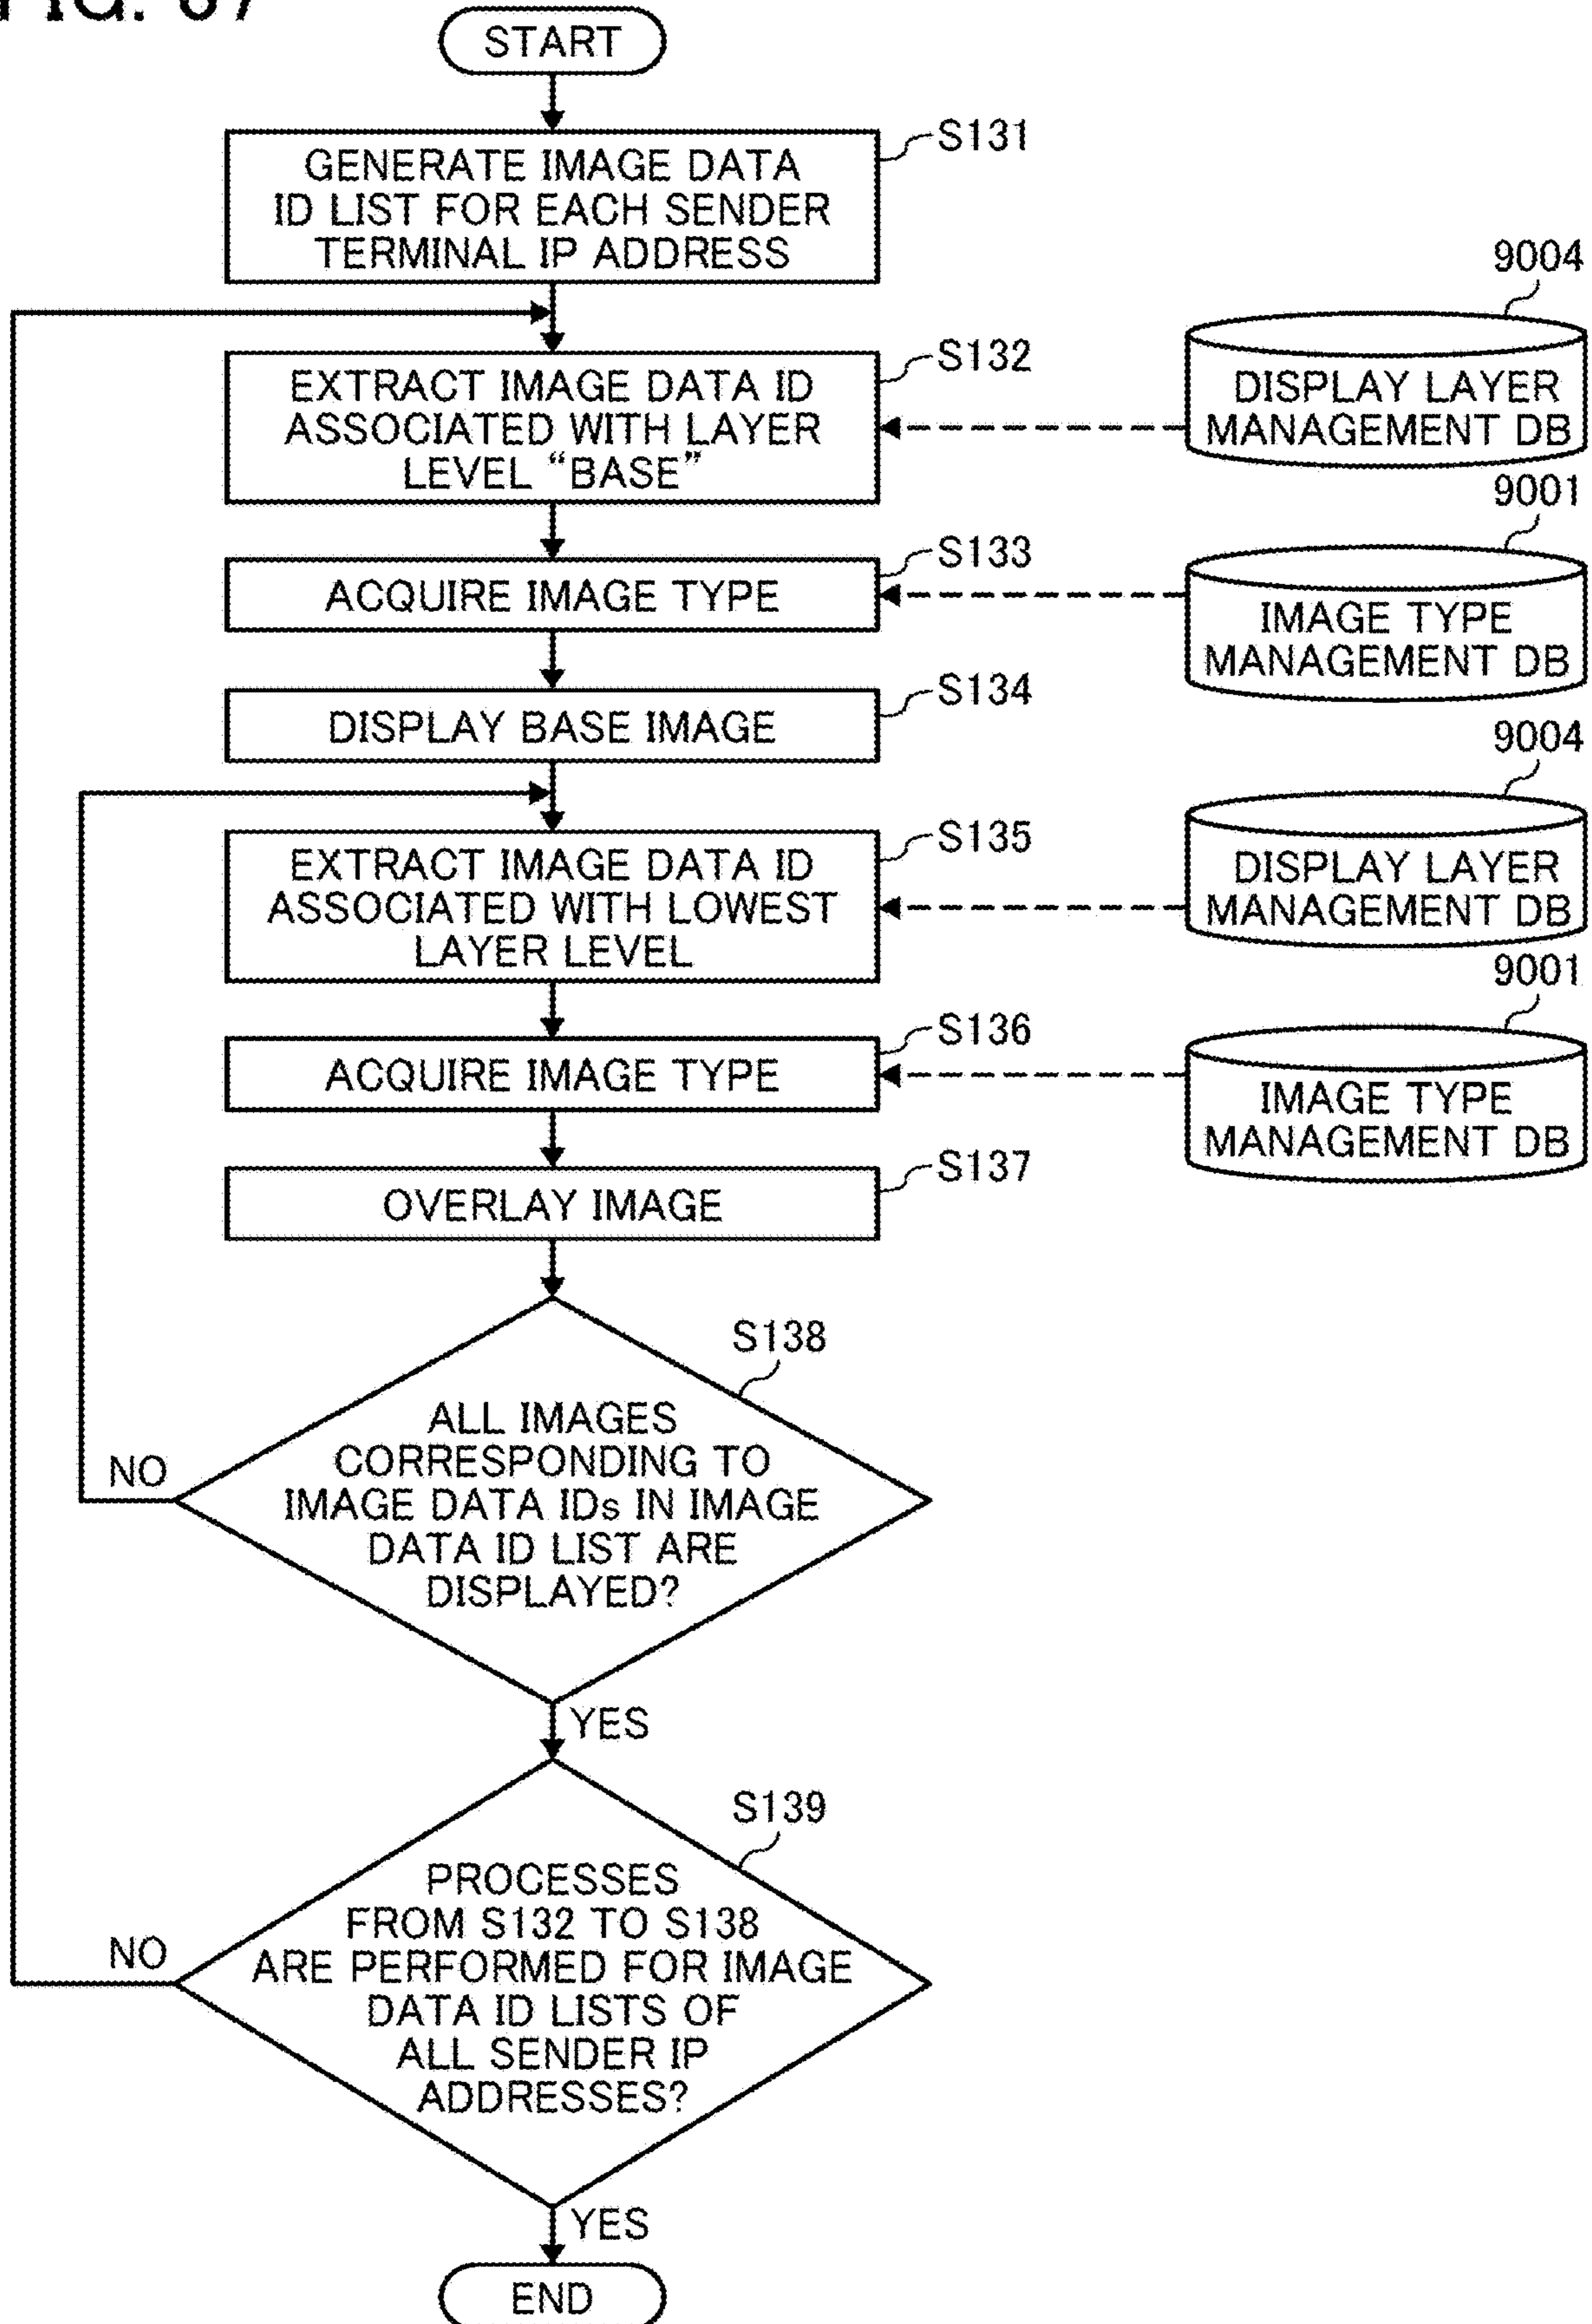 START
S131
GENERATE IMAGE DATA
ID LIST FOR EACH SENDER
TERMINAL IP ADDRESS
9004
S132
EXTRACT IMAGE DATA ID
ASSOCIATED WITH LAYER
LEVEL “BASE”
DISPLAY LAYER
MANAGEMENT DB
9001
S133
ACQUIRE IMAGE TYPE
IMAGE TYPE
MANAGEMENT DB
S134
DISPLAY BASE IMAGE
9004
S135
EXTRACT IMAGE DATA ID
ASSOCIATED WITH LOWEST
LAYER LEVEL
DISPLAY LAYER
MANAGEMENT DB
9001
S136
ACQUIRE IMAGE TYPE
IMAGE TYPE
MANAGEMENT DB
S137
OVERLAY IMAGE
S138
ALL IMAGES
CORRESPONDING TO
IMAGE DATA IDs IN IMAGE
DATA ID LIST ARE
DISPLAYED?
NO
YES
S139
PROCESSES
FROM S132 TO S138
ARE PERFORMED FOR IMAGE
DATA ID LISTS OF
ALL SENDER IP
ADDRESSES?
NO
YES
END